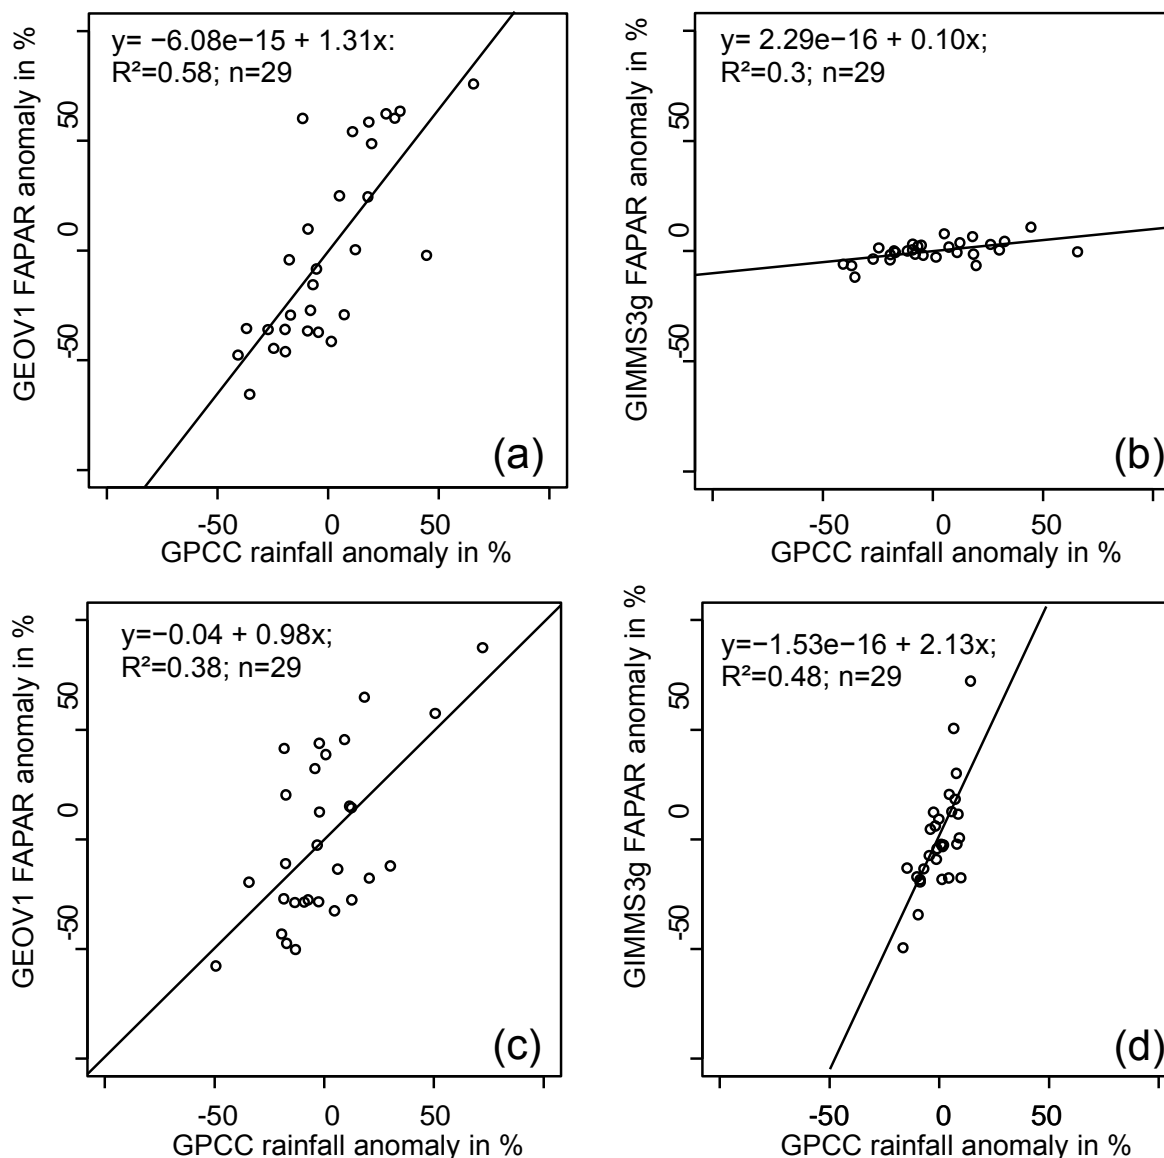 y= −6.08e−15 + 1.31x:
R²=0.58; n=29
GEOV1 FAPAR anomaly in %
50
0
-50
(a)
-50 0 50
GPCC rainfall anomaly in %
y= 2.29e−16 + 0.10x;
R²=0.3; n=29
GIMMS3g FAPAR anomaly in %
50
0
-50
(b)
-50 0 50
GPCC rainfall anomaly in %
y=−0.04 + 0.98x;
R²=0.38; n=29
GEOV1 FAPAR anomaly in %
50
0
-50
(c)
-50 0 50
GPCC rainfall anomaly in %
y=−1.53e−16 + 2.13x;
R²=0.48; n=29
GIMMS3g FAPAR anomaly in %
50
0
-50
(d)
-50 0 50
GPCC rainfall anomaly in %